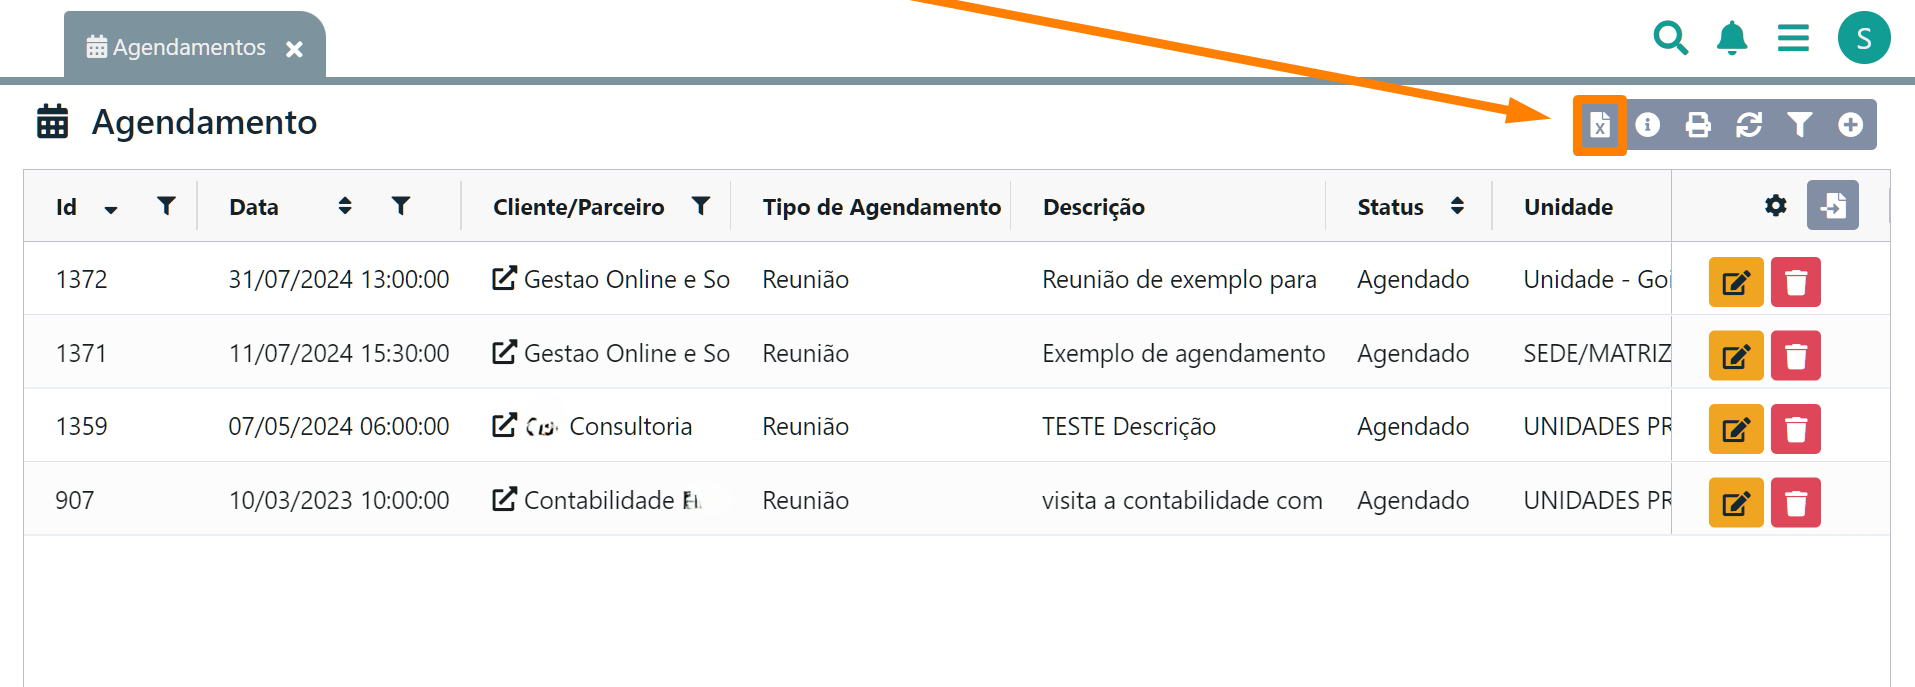 Agendamentos
S
Agendamento
Id Data Cliente/Parceiro Tipo de Agendamento Descrição Status Unidade
1372 31/07/2024 13:00:00 Gestao Online e So Reunião Reunião de exemplo para Agendado Unidade - Goi
1371 11/07/2024 15:30:00 Gestao Online e So Reunião Exemplo de agendamento Agendado SEDE/MATRIZ
1359 07/05/2024 06:00:00 Consultoria Reunião TESTE Descrição Agendado UNIDADES PR
907 10/03/2023 10:00:00 Contabilidade Reunião visita a contabilidade com Agendado UNIDADES PR